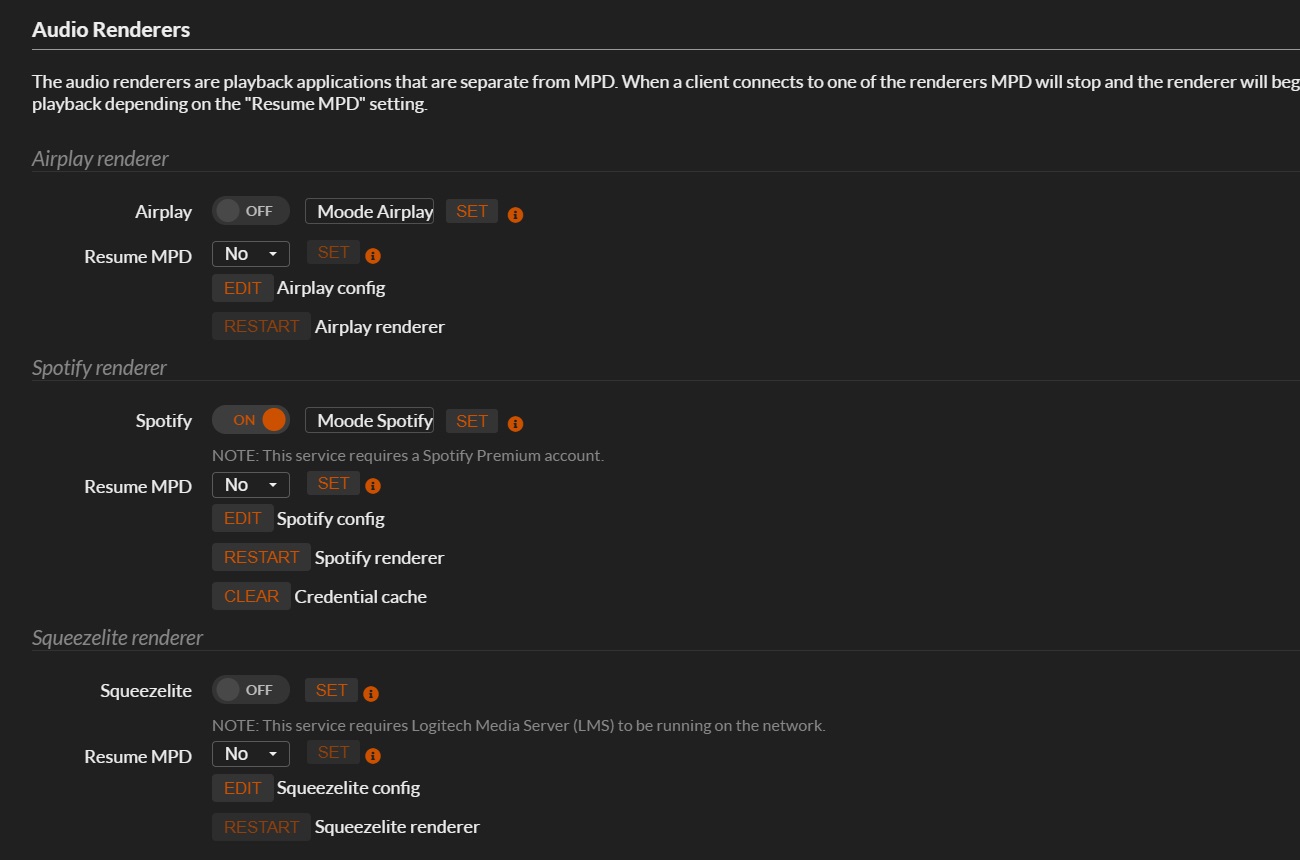 Audio Renderers
The audio renderers are playback applications that are separate from MPD. When a client connects to one of the renderers MPD will stop and the renderer will beg
playback depending on the "Resume MPD" setting.
Airplay renderer
Airplay OFF Moode Airplay SET
Resume MPD No SET
EDIT Airplay config
RESTART Airplay renderer
Spotify renderer
Spotify ON Moode Spotify SET
NOTE: This service requires a Spotify Premium account.
Resume MPD No SET
EDIT Spotify config
RESTART Spotify renderer
CLEAR Credential cache
Squeezelite renderer
Squeezelite OFF SET
NOTE: This service requires Logitech Media Server (LMS) to be running on the network.
Resume MPD No SET
EDIT Squeezelite config
RESTART Squeezelite renderer